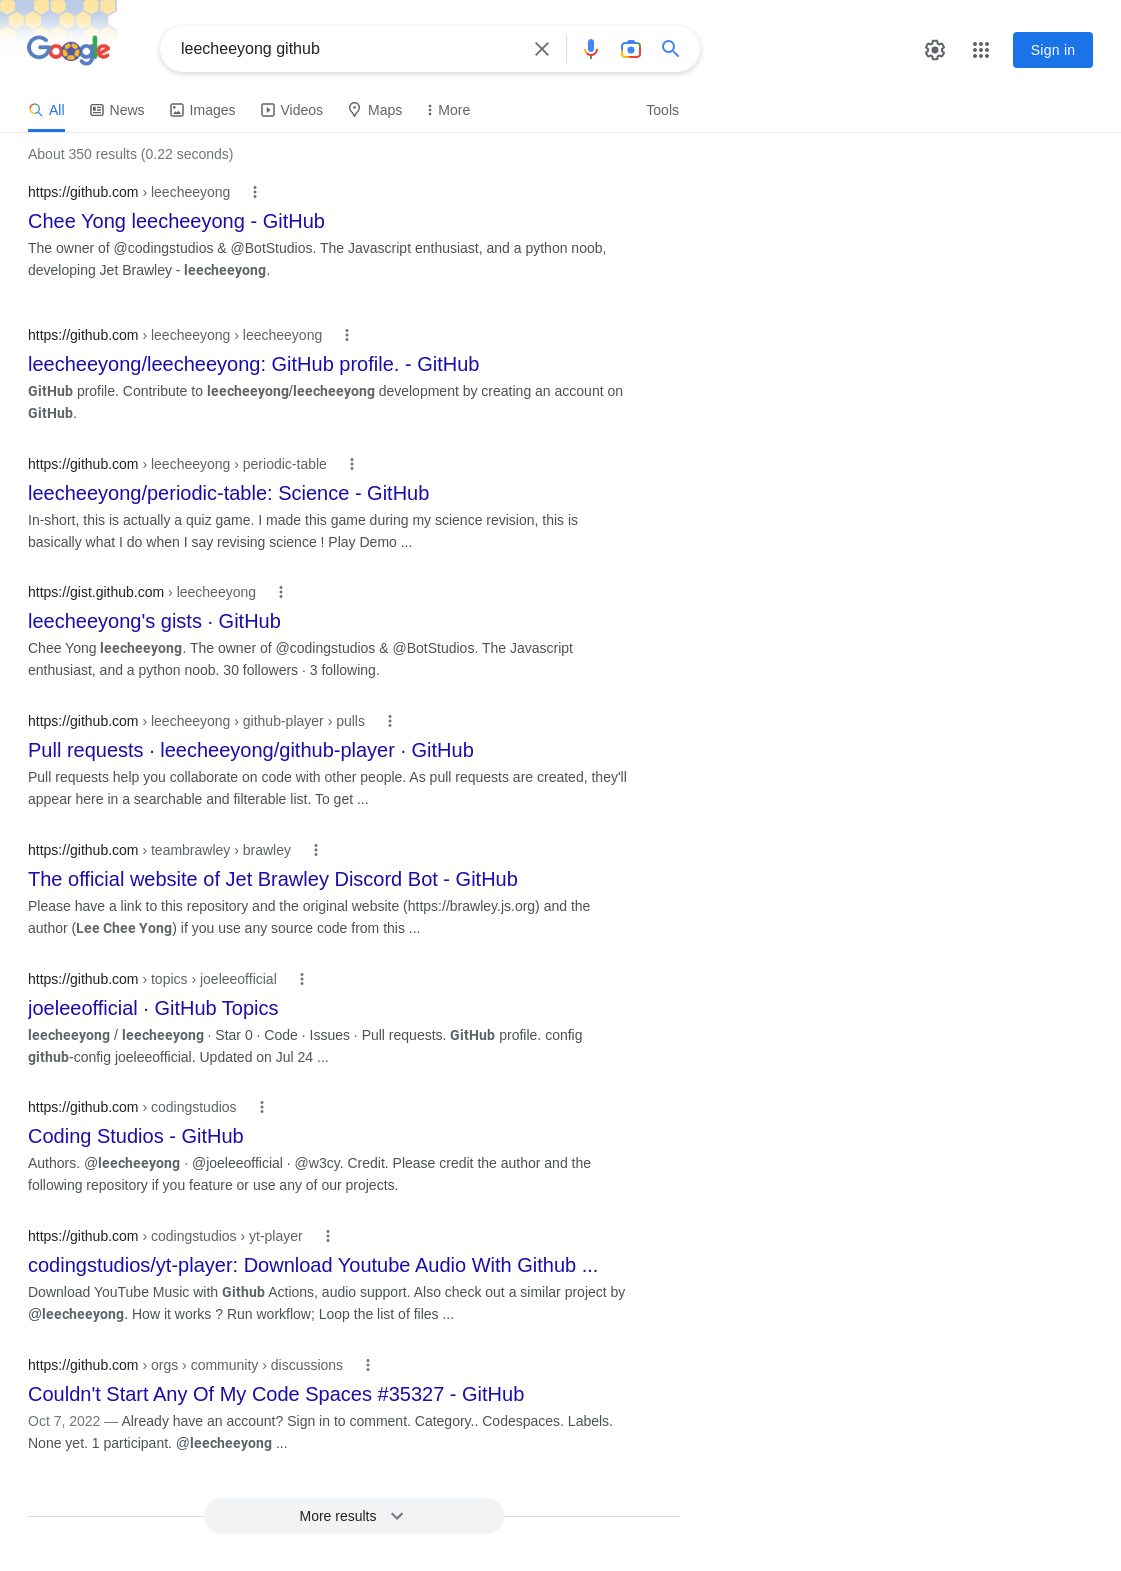 Google
leecheeyong github
Sign in
All
News
Images
Videos
Maps
More
Tools
About 350 results (0.22 seconds)
https://github.com › leecheeyong
Chee Yong leecheeyong - GitHub
The owner of @codingstudios & @BotStudios. The Javascript enthusiast, and a python noob,
developing Jet Brawley - leecheeyong.
https://github.com › leecheeyong › leecheeyong
leecheeyong/leecheeyong: GitHub profile. - GitHub
GitHub profile. Contribute to leecheeyong/leecheeyong development by creating an account on
GitHub.
https://github.com › leecheeyong › periodic-table
leecheeyong/periodic-table: Science - GitHub
In-short, this is actually a quiz game. I made this game during my science revision, this is
basically what I do when I say revising science ! Play Demo ...
https://gist.github.com › leecheeyong
leecheeyong's gists · GitHub
Chee Yong leecheeyong. The owner of @codingstudios & @BotStudios. The Javascript
enthusiast, and a python noob. 30 followers · 3 following.
https://github.com › leecheeyong › github-player › pulls
Pull requests · leecheeyong/github-player · GitHub
Pull requests help you collaborate on code with other people. As pull requests are created, they'll
appear here in a searchable and filterable list. To get ...
https://github.com › teambrawley › brawley
The official website of Jet Brawley Discord Bot - GitHub
Please have a link to this repository and the original website (https://brawley.js.org) and the
author (Lee Chee Yong) if you use any source code from this ...
https://github.com › topics › joeleeofficial
joeleeofficial · GitHub Topics
leecheeyong / leecheeyong · Star 0 · Code · Issues · Pull requests. GitHub profile. config
github-config joeleeofficial. Updated on Jul 24 ...
https://github.com › codingstudios
Coding Studios - GitHub
Authors. @leecheeyong · @joeleeofficial · @w3cy. Credit. Please credit the author and the
following repository if you feature or use any of our projects.
https://github.com › codingstudios › yt-player
codingstudios/yt-player: Download Youtube Audio With Github ...
Download YouTube Music with Github Actions, audio support. Also check out a similar project by
@leecheeyong. How it works ? Run workflow; Loop the list of files ...
https://github.com › orgs › community › discussions
Couldn't Start Any Of My Code Spaces #35327 - GitHub
Oct 7, 2022 — Already have an account? Sign in to comment. Category.. Codespaces. Labels.
None yet. 1 participant. @leecheeyong ...
More results